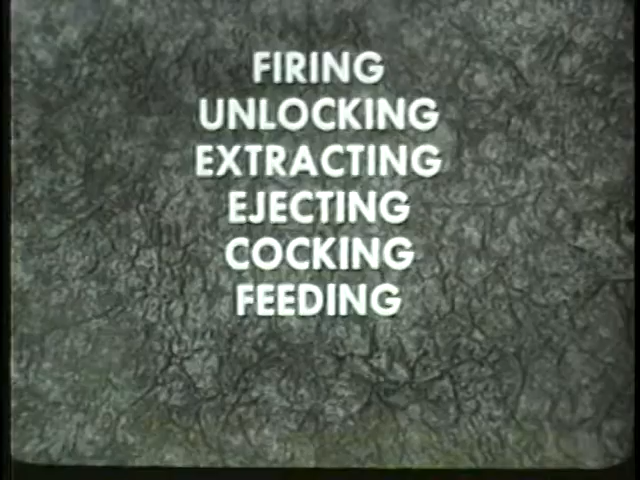 FIRING
UNLOCKING
EXTRACTING
EJECTING
COCKING
FEEDING